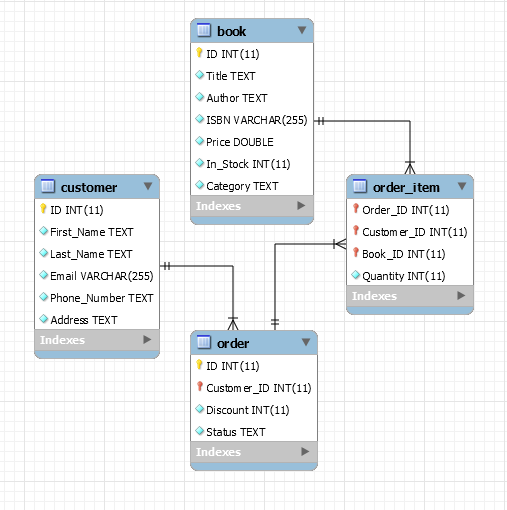 book
ID INT(11)
Title TEXT
Author TEXT
ISBN VARCHAR(255)
Price DOUBLE
In_Stock INT(11)
Category TEXT
Indexes
customer
ID INT(11)
First_Name TEXT
Last_Name TEXT
Email VARCHAR(255)
Phone_Number TEXT
Address TEXT
Indexes
order_item
Order_ID INT(11)
Customer_ID INT(11)
Book_ID INT(11)
Quantity INT(11)
Indexes
order
ID INT(11)
Customer_ID INT(11)
Discount INT(11)
Status TEXT
Indexes